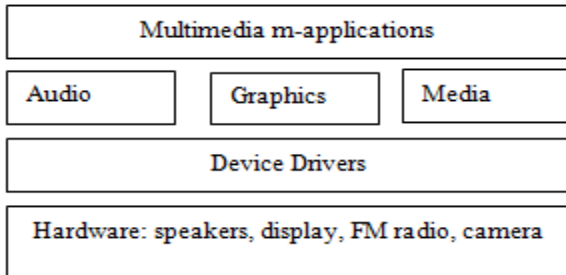 Multimedia m-applications
Audio Graphics Media
Device Drivers
Hardware: speakers, display, FM radio, camera